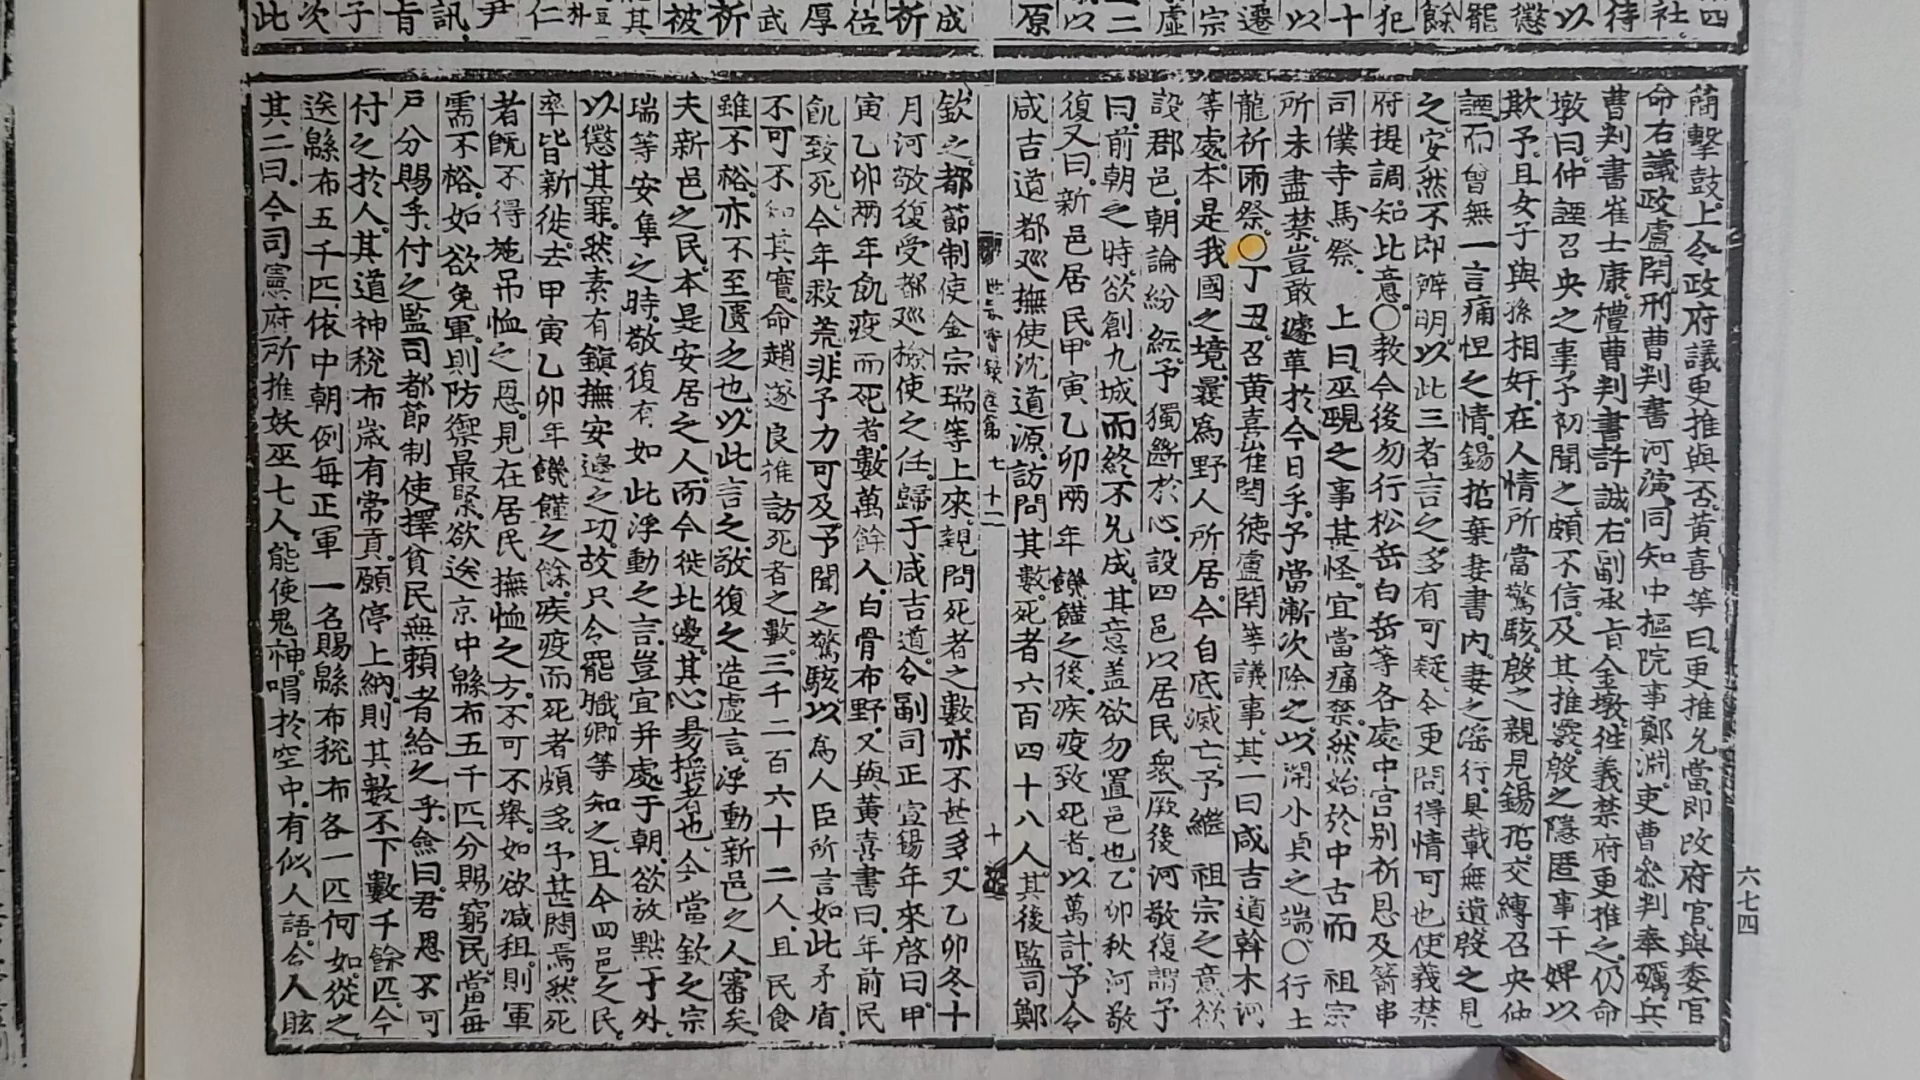 簡擊鼓。上令政府議更推與否。黃喜等曰。更推允當。卽政府官與委官
命右議政盧閈。刑曹判書河演。同知中樞院事鄭淵。吏曹參判奉礪。兵
曹判書崔士康。禮曹判書許誠。右副承旨金墩。往義禁府更推之。仍命
墩曰。仲諲召央之事。予初聞之。頗不信。及其推覈。殷之隱匿事干婢以
欺予。且女子與孫相奸。在人情所當驚駭。殷之親見錫招。交縛召央仲
諲。而曾無一言痛怛之情。錫招棄妻書內。妻之淫行。具載無遺。殷之見
之。安然不卽辨明。以此三者言之。多有可疑。今更問得情可也。使義禁
府提調。知此意。○教今後勿行松岳白岳等各處。中宮別祈恩及箭串
司僕寺馬祭。 上曰。巫覡之事甚怪。宜當痛禁。然始於中古而 祖宗
所未盡禁。豈敢遽革於今日乎。予當漸次除之。以開小貞之端。○行土
龍祈雨祭。○丁丑。召黃喜崔閏德盧閈等議事。其一曰。咸吉道斡木河
等處。本是我國之境。曩爲野人所居。今自底滅亡。予繼 祖宗之意。欲
設郡邑。朝論紛紜。予獨斷於心。設四邑以居民衆。厥後河敬復謂予
曰。前朝之時。欲創九城而終不允成。其意盖欲勿置邑也。乙卯秋河敬
復又曰。新邑居民。甲寅乙卯兩年饑饉之後。疾疫致死者。以萬計。予令
咸吉道都巡撫使沈道源。訪問其數。死者六百四十八人。其後監司鄭
欽之。都節制使金宗瑞等上來。親問死者之數。亦不甚多。又乙卯冬十
月河敬復受都巡檢使之任。歸于咸吉道。令副司正宣錫年來啓曰。甲
寅乙卯兩年飢疫而死者。數萬餘人。白骨布野。又與黃喜書曰。年前民
飢致死。今年救荒。非予力可及。予聞之驚駭。以爲人臣所言如此矛盾。
不可不知其實。命趙遂良推訪死者之數。三千二百六十二人。且民食
雖不裕。亦不至匱乏也。以此言之。敬復之造虛言。浮動新邑之人審矣。
夫新邑之民。本是安居之人。而今徙北邊。其心易搖者也。今當欽之宗
瑞等安集之時。敬復有如此浮動之言。豈宜并處于朝。欲放黜于外
以懲其罪。然素有鎭撫安邊之功。故只令罷職。卿等知之。且今四邑之民。
率皆新徙。去甲寅乙卯年饑饉之餘。疾疫而死者頗多。予甚悶焉。然死
者旣不得施吊恤之恩。見在居民撫恤之方。不可不擧。如欲減租。則軍
需不裕。如欲免軍。則防禦最緊。欲送京中緜布五千匹。分賜窮民。當每
戶分賜乎。付之監司都節制使。擇貧民無賴者給之乎。僉曰。君恩不可
付之於人。其道神稅布歲有常貢。願停上納。則其數不下數千餘匹。今
送緜布五千匹。依中朝例每正軍一名賜緜布稅布各一匹何如。從之
其二曰。今司憲府所推妖巫七人。能使鬼神。唱於空中。有似人語。令人眩
世宗實錄卷第七十二
十
六七四